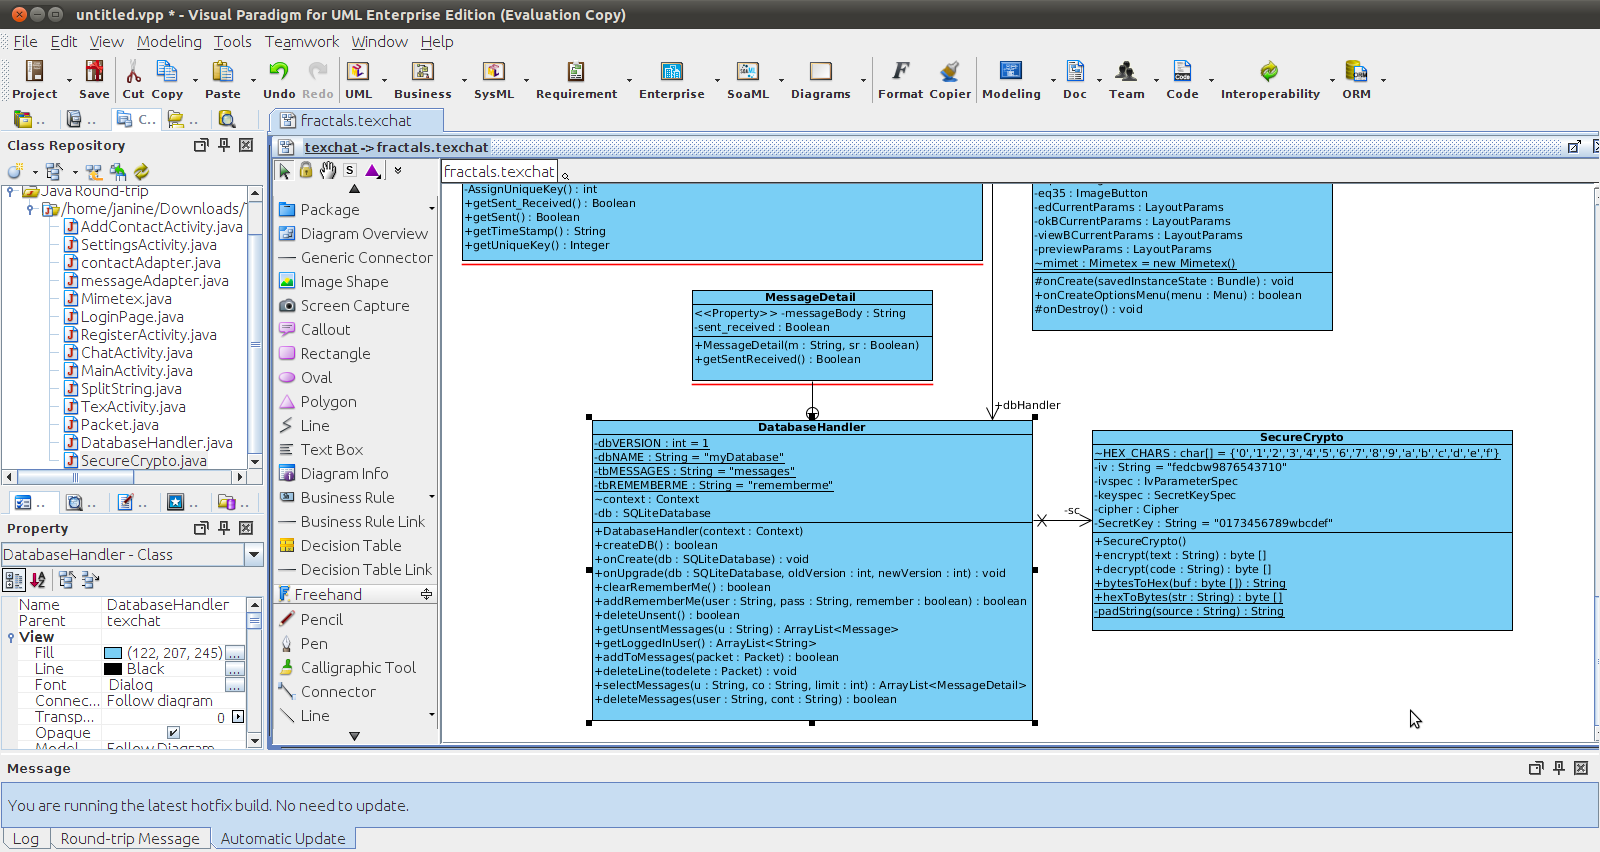 untitled.vpp * - Visual Paradigm for UML Enterprise Edition (Evaluation Copy)
File Edit View Modeling Tools Teamwork Window Help
Project Save Cut Copy Paste Undo Redo UML Business SysML Requirement Enterprise SoaML Diagrams Format Copier Modeling Doc Team Code Interoperability ORM
.. .. C.. .. fractals.texchat
Class Repository
texchat->fractals.texchat
fractals.texchat
Java Round-trip
/home/janine/Downloads/
AddContactActivity.java
SettingsActivity.java
contactAdapter.java
messageAdapter.java
Mimetex.java
LoginPage.java
RegisterActivity.java
ChatActivity.java
MainActivity.java
SplitString.java
TexActivity.java
Packet.java
DatabaseHandler.java
SecureCrypto.java
Property
DatabaseHandler - Class
Name DatabaseHandler
Parent texchat
View
Fill (122, 207, 245) ...
Line Black ...
Font Dialog ...
Connec... Follow diagram
Transp... 0
Opaque
Model Follow Diagram
Package
Diagram Overview
Generic Connector
Image Shape
Screen Capture
Callout
Rectangle
Oval
Polygon
Line
Text Box
Diagram Info
Business Rule
Business Rule Link
Decision Table
Decision Table Link
Freehand
Pencil
Pen
Calligraphic Tool
Connector
Line
-AssignUniqueKey() : int
+getSent_Received() : Boolean
+getSent() : Boolean
+getTimeStamp() : String
+getUniqueKey() : Integer
-eq35 : ImageButton
-edCurrentParams : LayoutParams
-okBCurrentParams : LayoutParams
-viewBCurrentParams : LayoutParams
-previewParams : LayoutParams
~mimet : Mimetex = new Mimetex()
#onCreate(savedInstanceState : Bundle) : void
+onCreateOptionsMenu(menu : Menu) : boolean
#onDestroy() : void
MessageDetail
<<Property>> -messageBody : String
-sent_received : Boolean
+MessageDetail(m : String, sr : Boolean)
+getSentReceived() : Boolean
+dbHandler
DatabaseHandler
-dbVERSION : int = 1
-dbNAME : String = "myDatabase"
-tbMESSAGES : String = "messages"
-tbREMEMBERME : String = "rememberme"
~context : Context
-db : SQLiteDatabase
+DatabaseHandler(context : Context)
+createDB() : boolean
+onCreate(db : SQLiteDatabase) : void
+onUpgrade(db : SQLiteDatabase, oldVersion : int, newVersion : int) : void
+clearRememberMe() : boolean
+addRememberMe(user : String, pass : String, remember : boolean) : boolean
+deleteUnsent() : boolean
+getUnsentMessages(u : String) : ArrayList<Message>
+getLoggedInUser() : ArrayList<String>
+addToMessages(packet : Packet) : boolean
+deleteLine(todelete : Packet) : void
+selectMessages(u : String, co : String, limit : int) : ArrayList<MessageDetail>
+deleteMessages(user : String, cont : String) : boolean
-sc
SecureCrypto
~HEX_CHARS : char[] = {'0','1','2','3','4','5','6','7','8','9','a','b','c','d','e','f'}
-iv : String = "fedcbw9876543710"
-ivspec : IvParameterSpec
-keyspec : SecretKeySpec
-cipher : Cipher
-SecretKey : String = "0173456789wbcdef"
+SecureCrypto()
+encrypt(text : String) : byte []
+decrypt(code : String) : byte []
+bytesToHex(buf : byte []) : String
+hexToBytes(str : String) : byte []
-padString(source : String) : String
Message
You are running the latest hotfix build. No need to update.
Log Round-trip Message Automatic Update